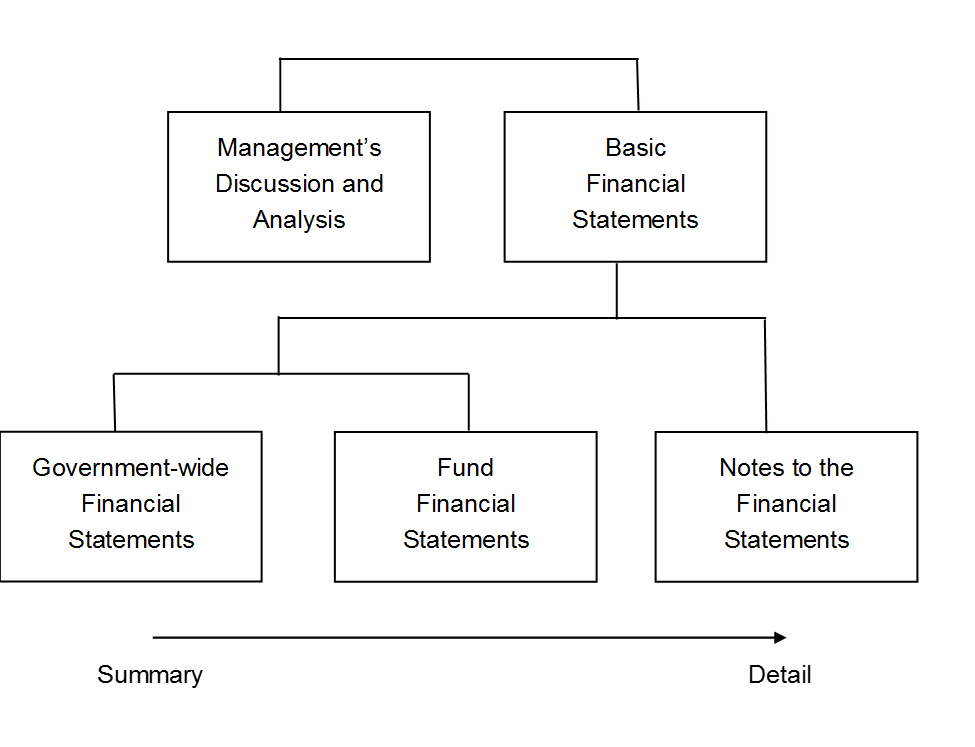 Management’s
Discussion and
Analysis
Basic
Financial
Statements
Government-wide
Financial
Statements
Fund
Financial
Statements
Notes to the
Financial
Statements
Summary
Detail